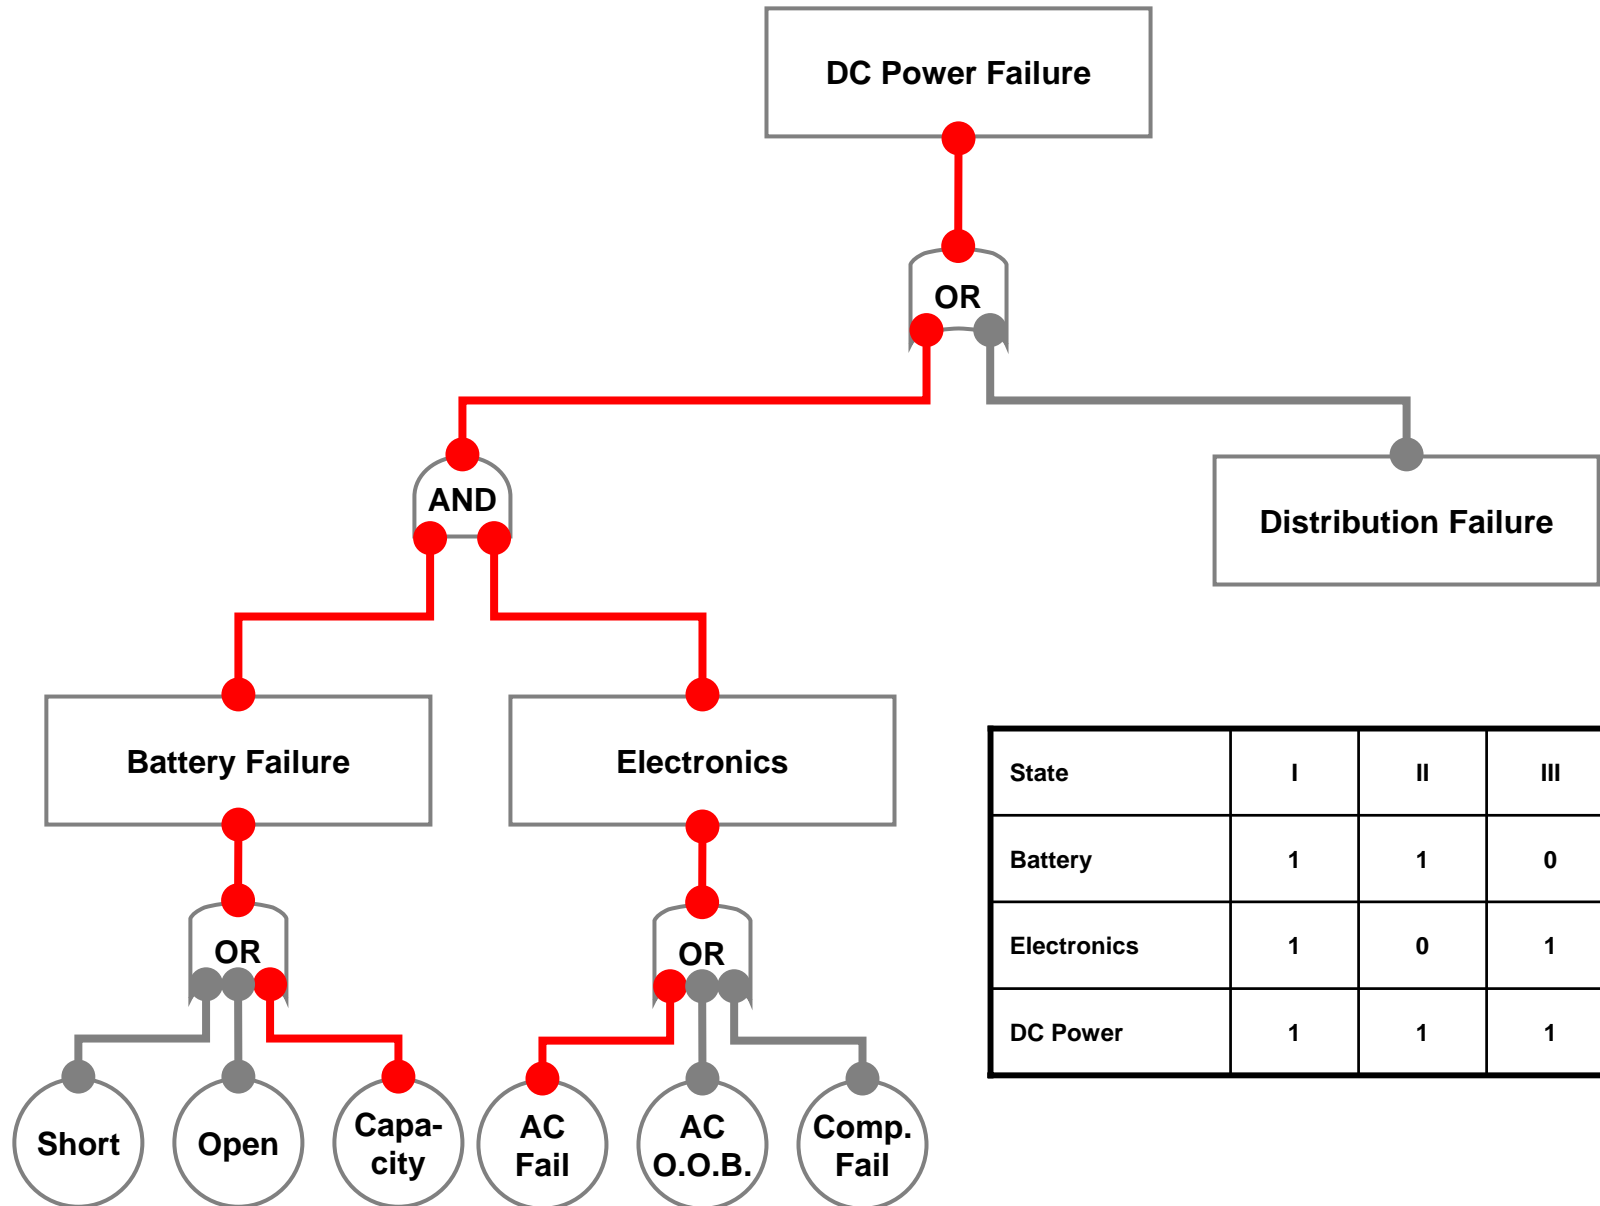 DC Power Failure
OR
AND
Distribution Failure
Battery Failure
Electronics
State I II III
Battery 1 1 0
Electronics 1 0 1
DC Power 1 1 1
OR
OR
Short
Open
Capa-
city
AC
Fail
AC
O.O.B.
Comp.
Fail